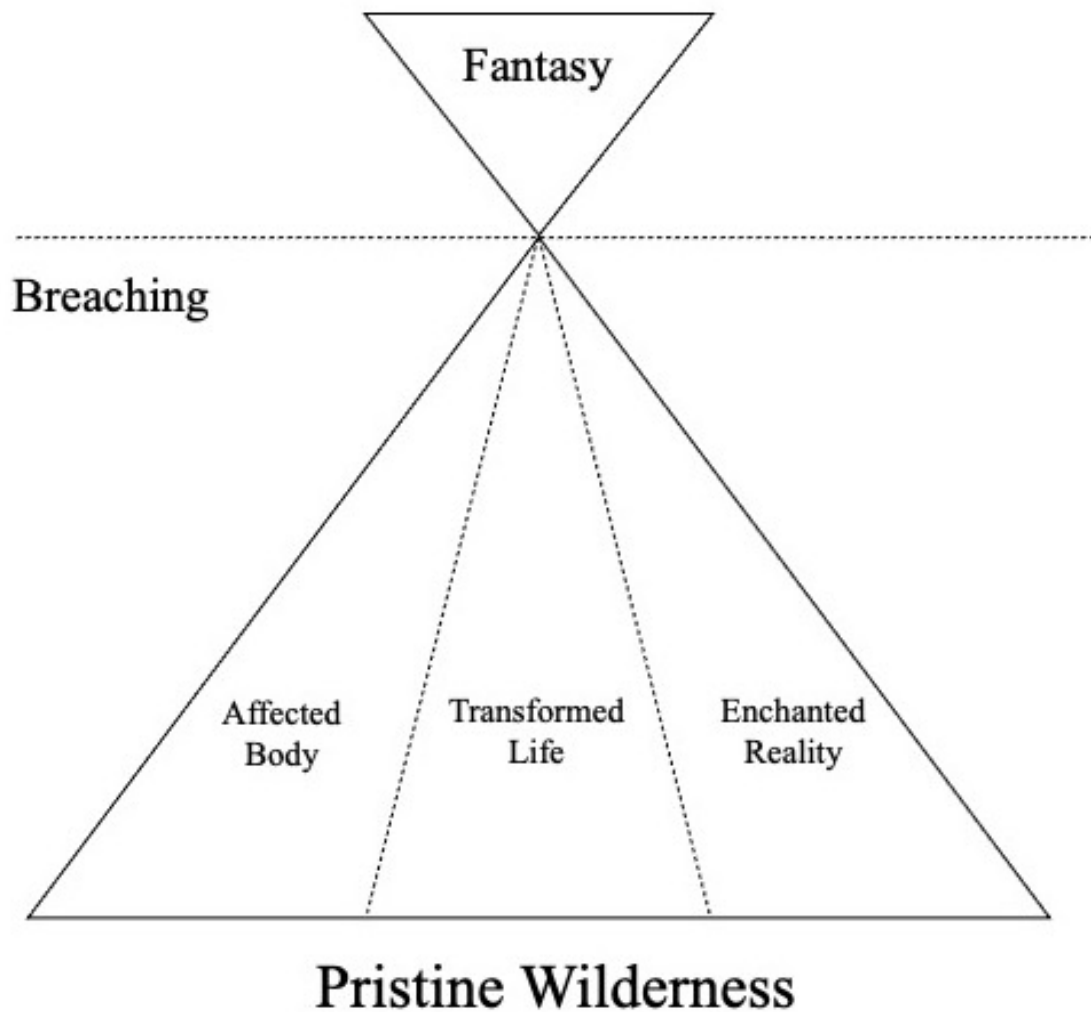 Fantasy
Breaching
Affected
Body
Transformed
Life
Enchanted
Reality
Pristine Wilderness